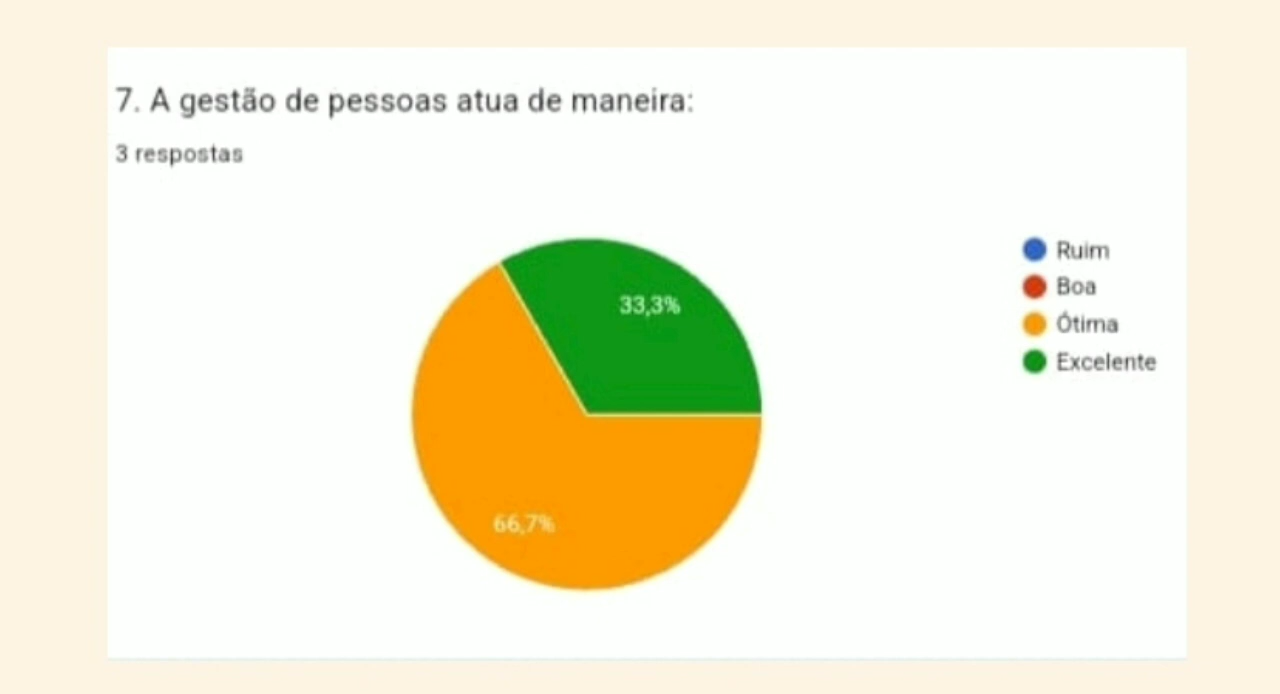 7. A gestão de pessoas atua de maneira:
3 respostas
33,3%
66,7%
Ruim
Boa
Ótima
Excelente